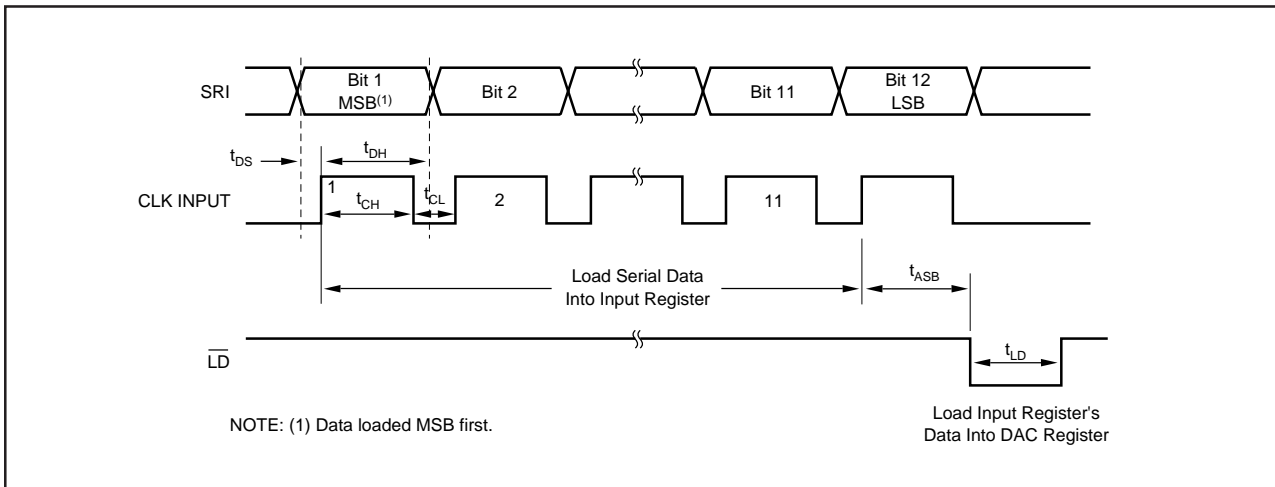 SRI
Bit 1
MSB(1)
Bit 2
Bit 11
Bit 12
LSB
tDS
tDH
CLK INPUT
1
tCH
tCL
2
11
Load Serial Data
Into Input Register
tASB
LD
tLD
NOTE: (1) Data loaded MSB first.
Load Input Register's
Data Into DAC Register